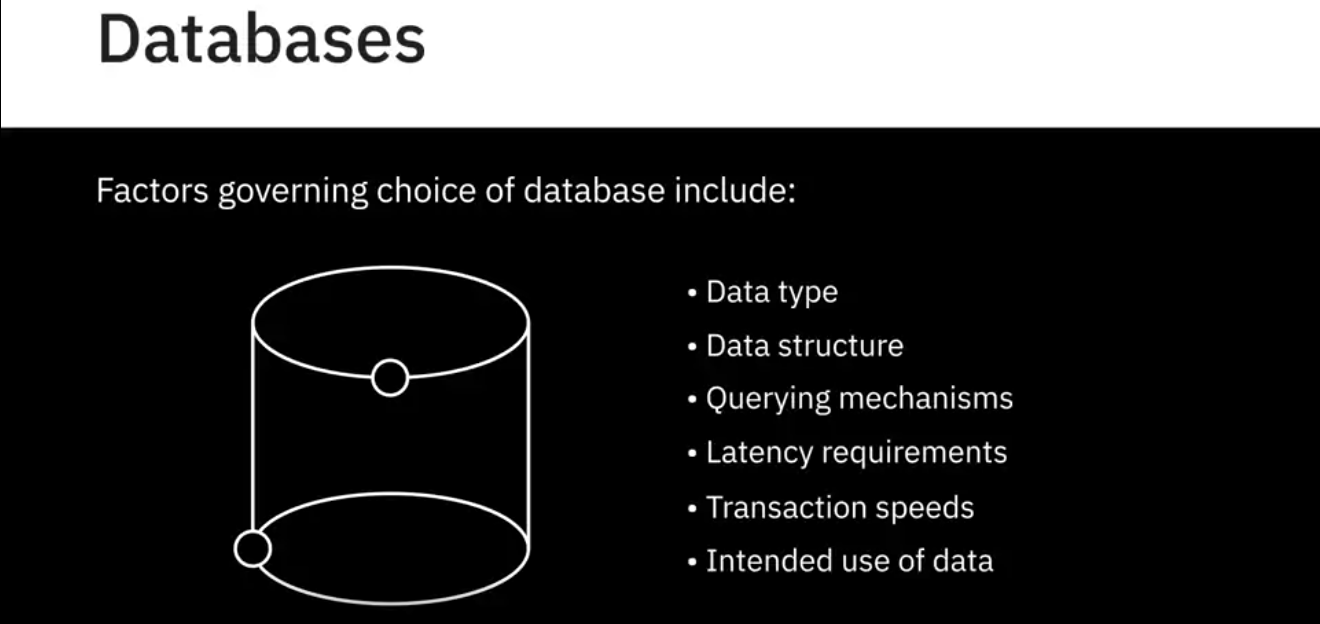 Databases
Factors governing choice of database include:
• Data type
• Data structure
• Querying mechanisms
• Latency requirements
• Transaction speeds
• Intended use of data